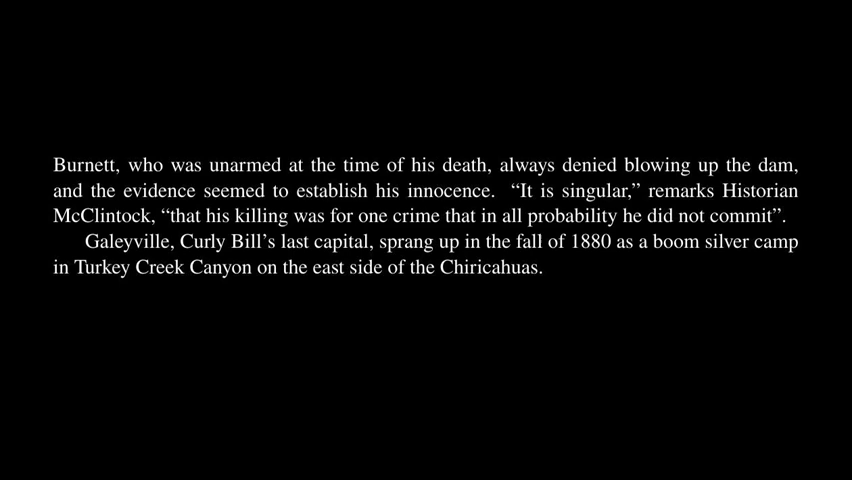 Burnett, who was unarmed at the time of his death, always denied blowing up the dam,
and the evidence seemed to establish his innocence. “It is singular,” remarks Historian
McClintock, “that his killing was for one crime that in all probability he did not commit”.
Galeyville, Curly Bill’s last capital, sprang up in the fall of 1880 as a boom silver camp
in Turkey Creek Canyon on the east side of the Chiricahuas.